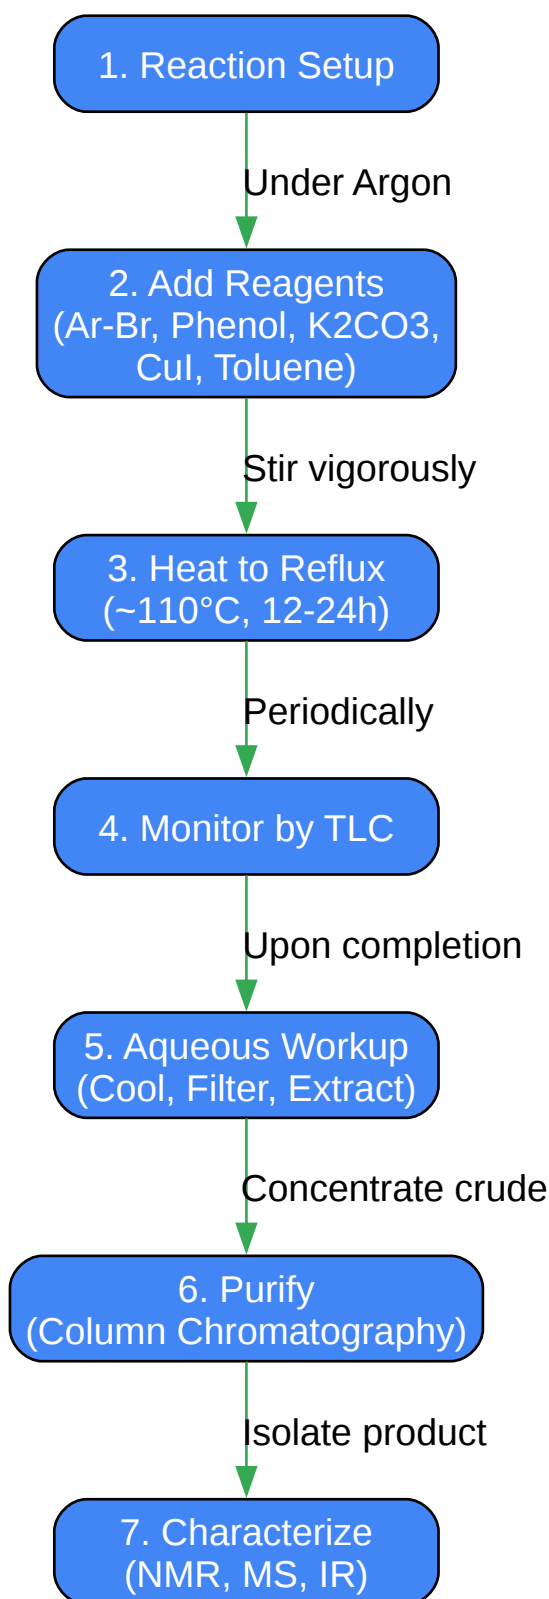 1. Reaction Setup
Under Argon
2. Add Reagents
(Ar-Br, Phenol, K2CO3,
CuI, Toluene)
Stir vigorously
3. Heat to Reflux
(~110°C, 12-24h)
Periodically
4. Monitor by TLC
Upon completion
5. Aqueous Workup
(Cool, Filter, Extract)
Concentrate crude
6. Purify
(Column Chromatography)
Isolate product
7. Characterize
(NMR, MS, IR)